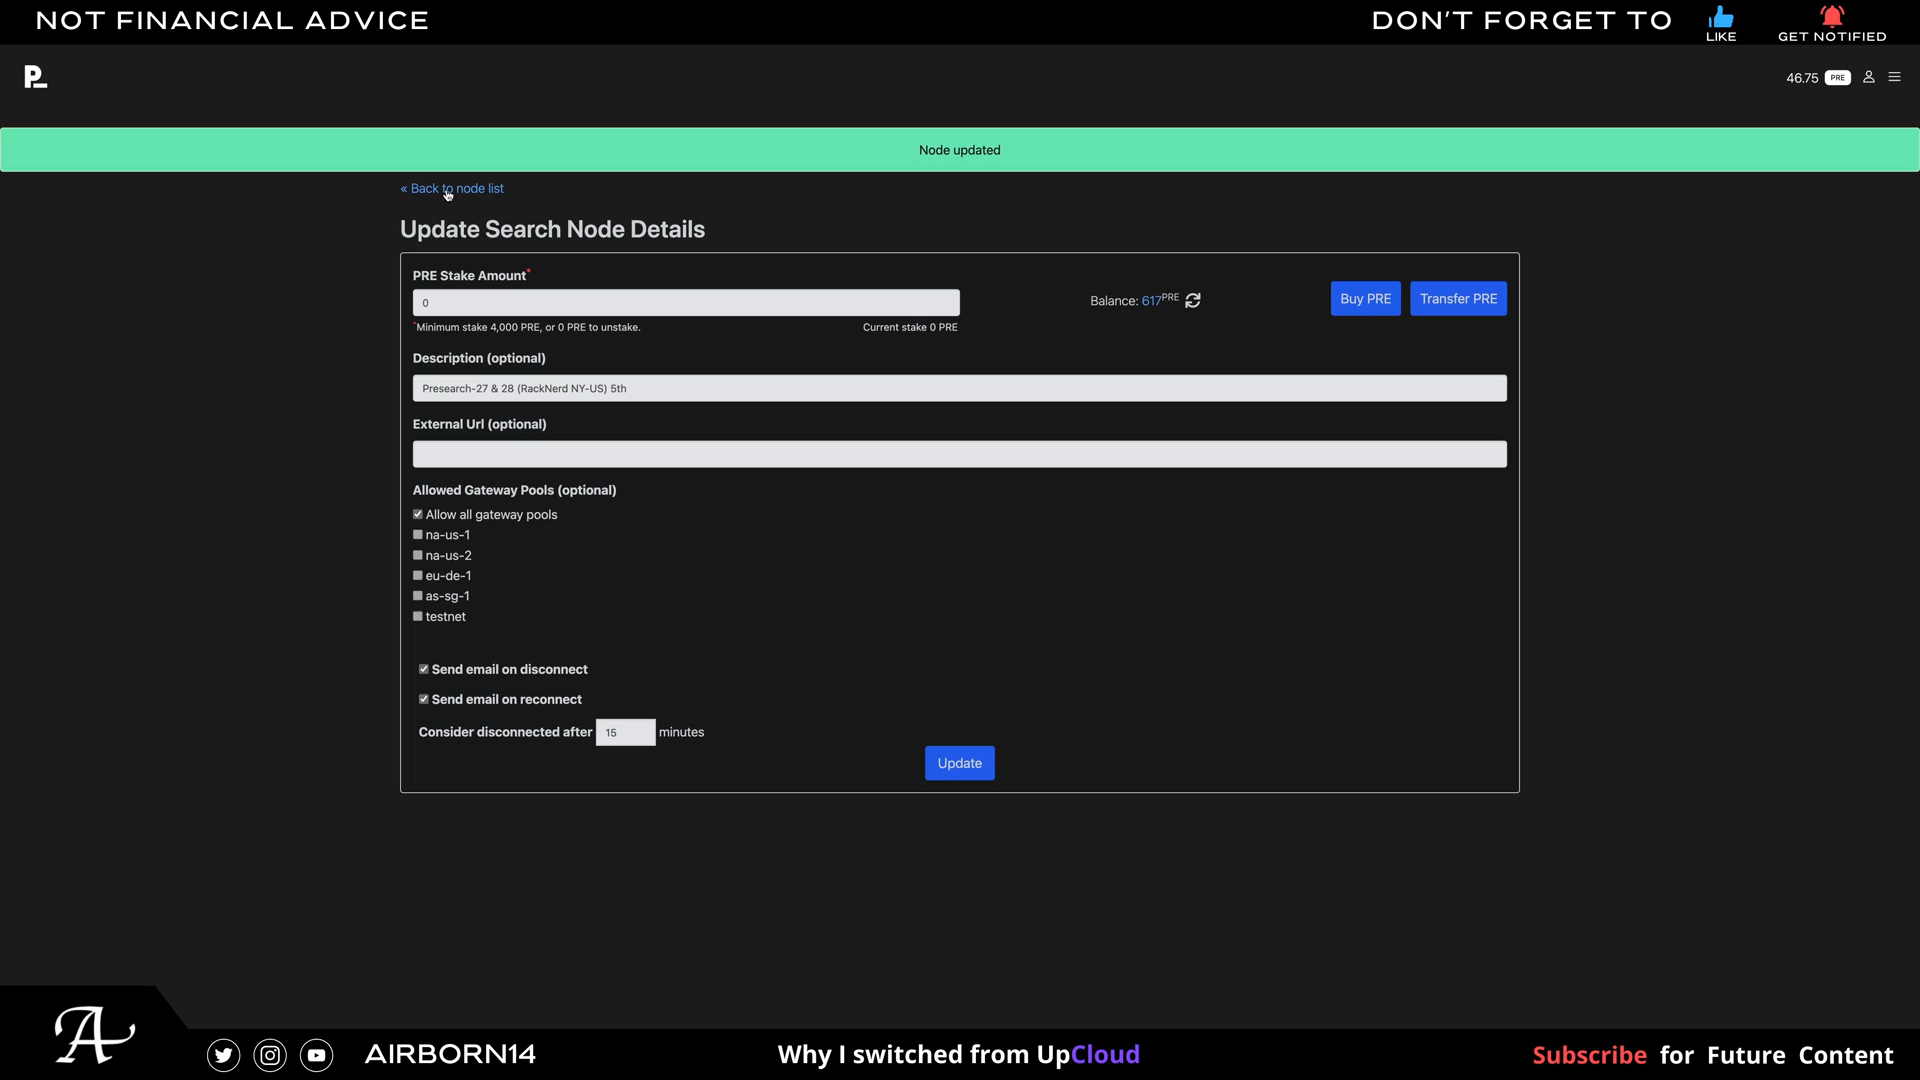 NOT FINANCIAL ADVICE
DON'T FORGET TO
LIKE
GET NOTIFIED
P_
46.75 PRE
Node updated
« Back to node list
Update Search Node Details
PRE Stake Amount*
0
Balance: 617PRE
Buy PRE
Transfer PRE
*Minimum stake 4,000 PRE, or 0 PRE to unstake.
Current stake 0 PRE
Description (optional)
Presearch-27 & 28 (RackNerd NY-US) 5th
External Url (optional)
Allowed Gateway Pools (optional)
Allow all gateway pools
na-us-1
na-us-2
eu-de-1
as-sg-1
testnet
Send email on disconnect
Send email on reconnect
Consider disconnected after 15 minutes
Update
A
AIRBORN14
Why I switched from UpCloud
Subscribe for Future Content